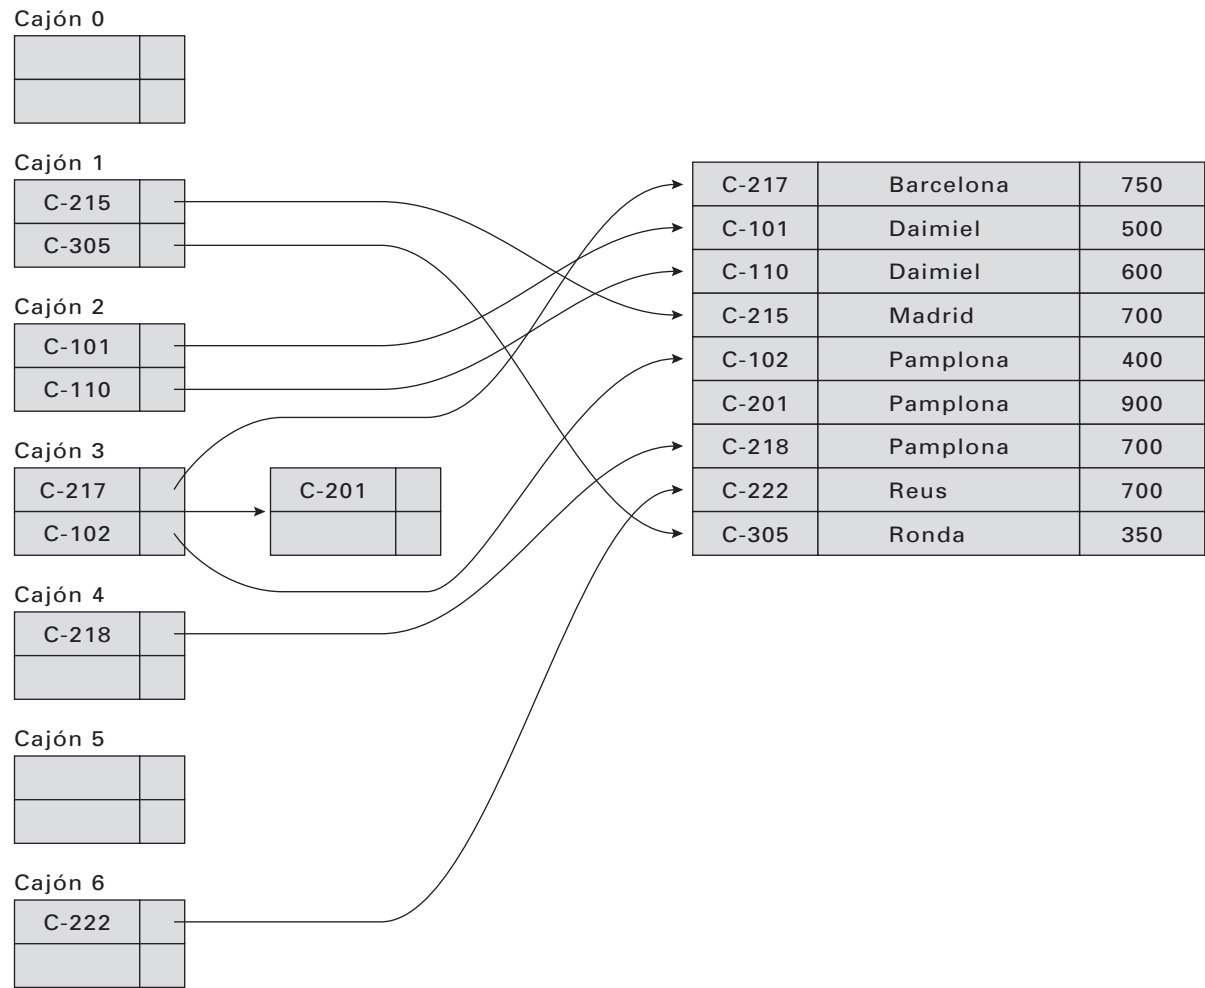 Cajón 0
Cajón 1
C-215
C-305
Cajón 2
C-101
C-110
Cajón 3
C-217
C-102
C-201
Cajón 4
C-218
Cajón 5
Cajón 6
C-222
C-217 Barcelona 750
C-101 Daimiel 500
C-110 Daimiel 600
C-215 Madrid 700
C-102 Pamplona 400
C-201 Pamplona 900
C-218 Pamplona 700
C-222 Reus 700
C-305 Ronda 350